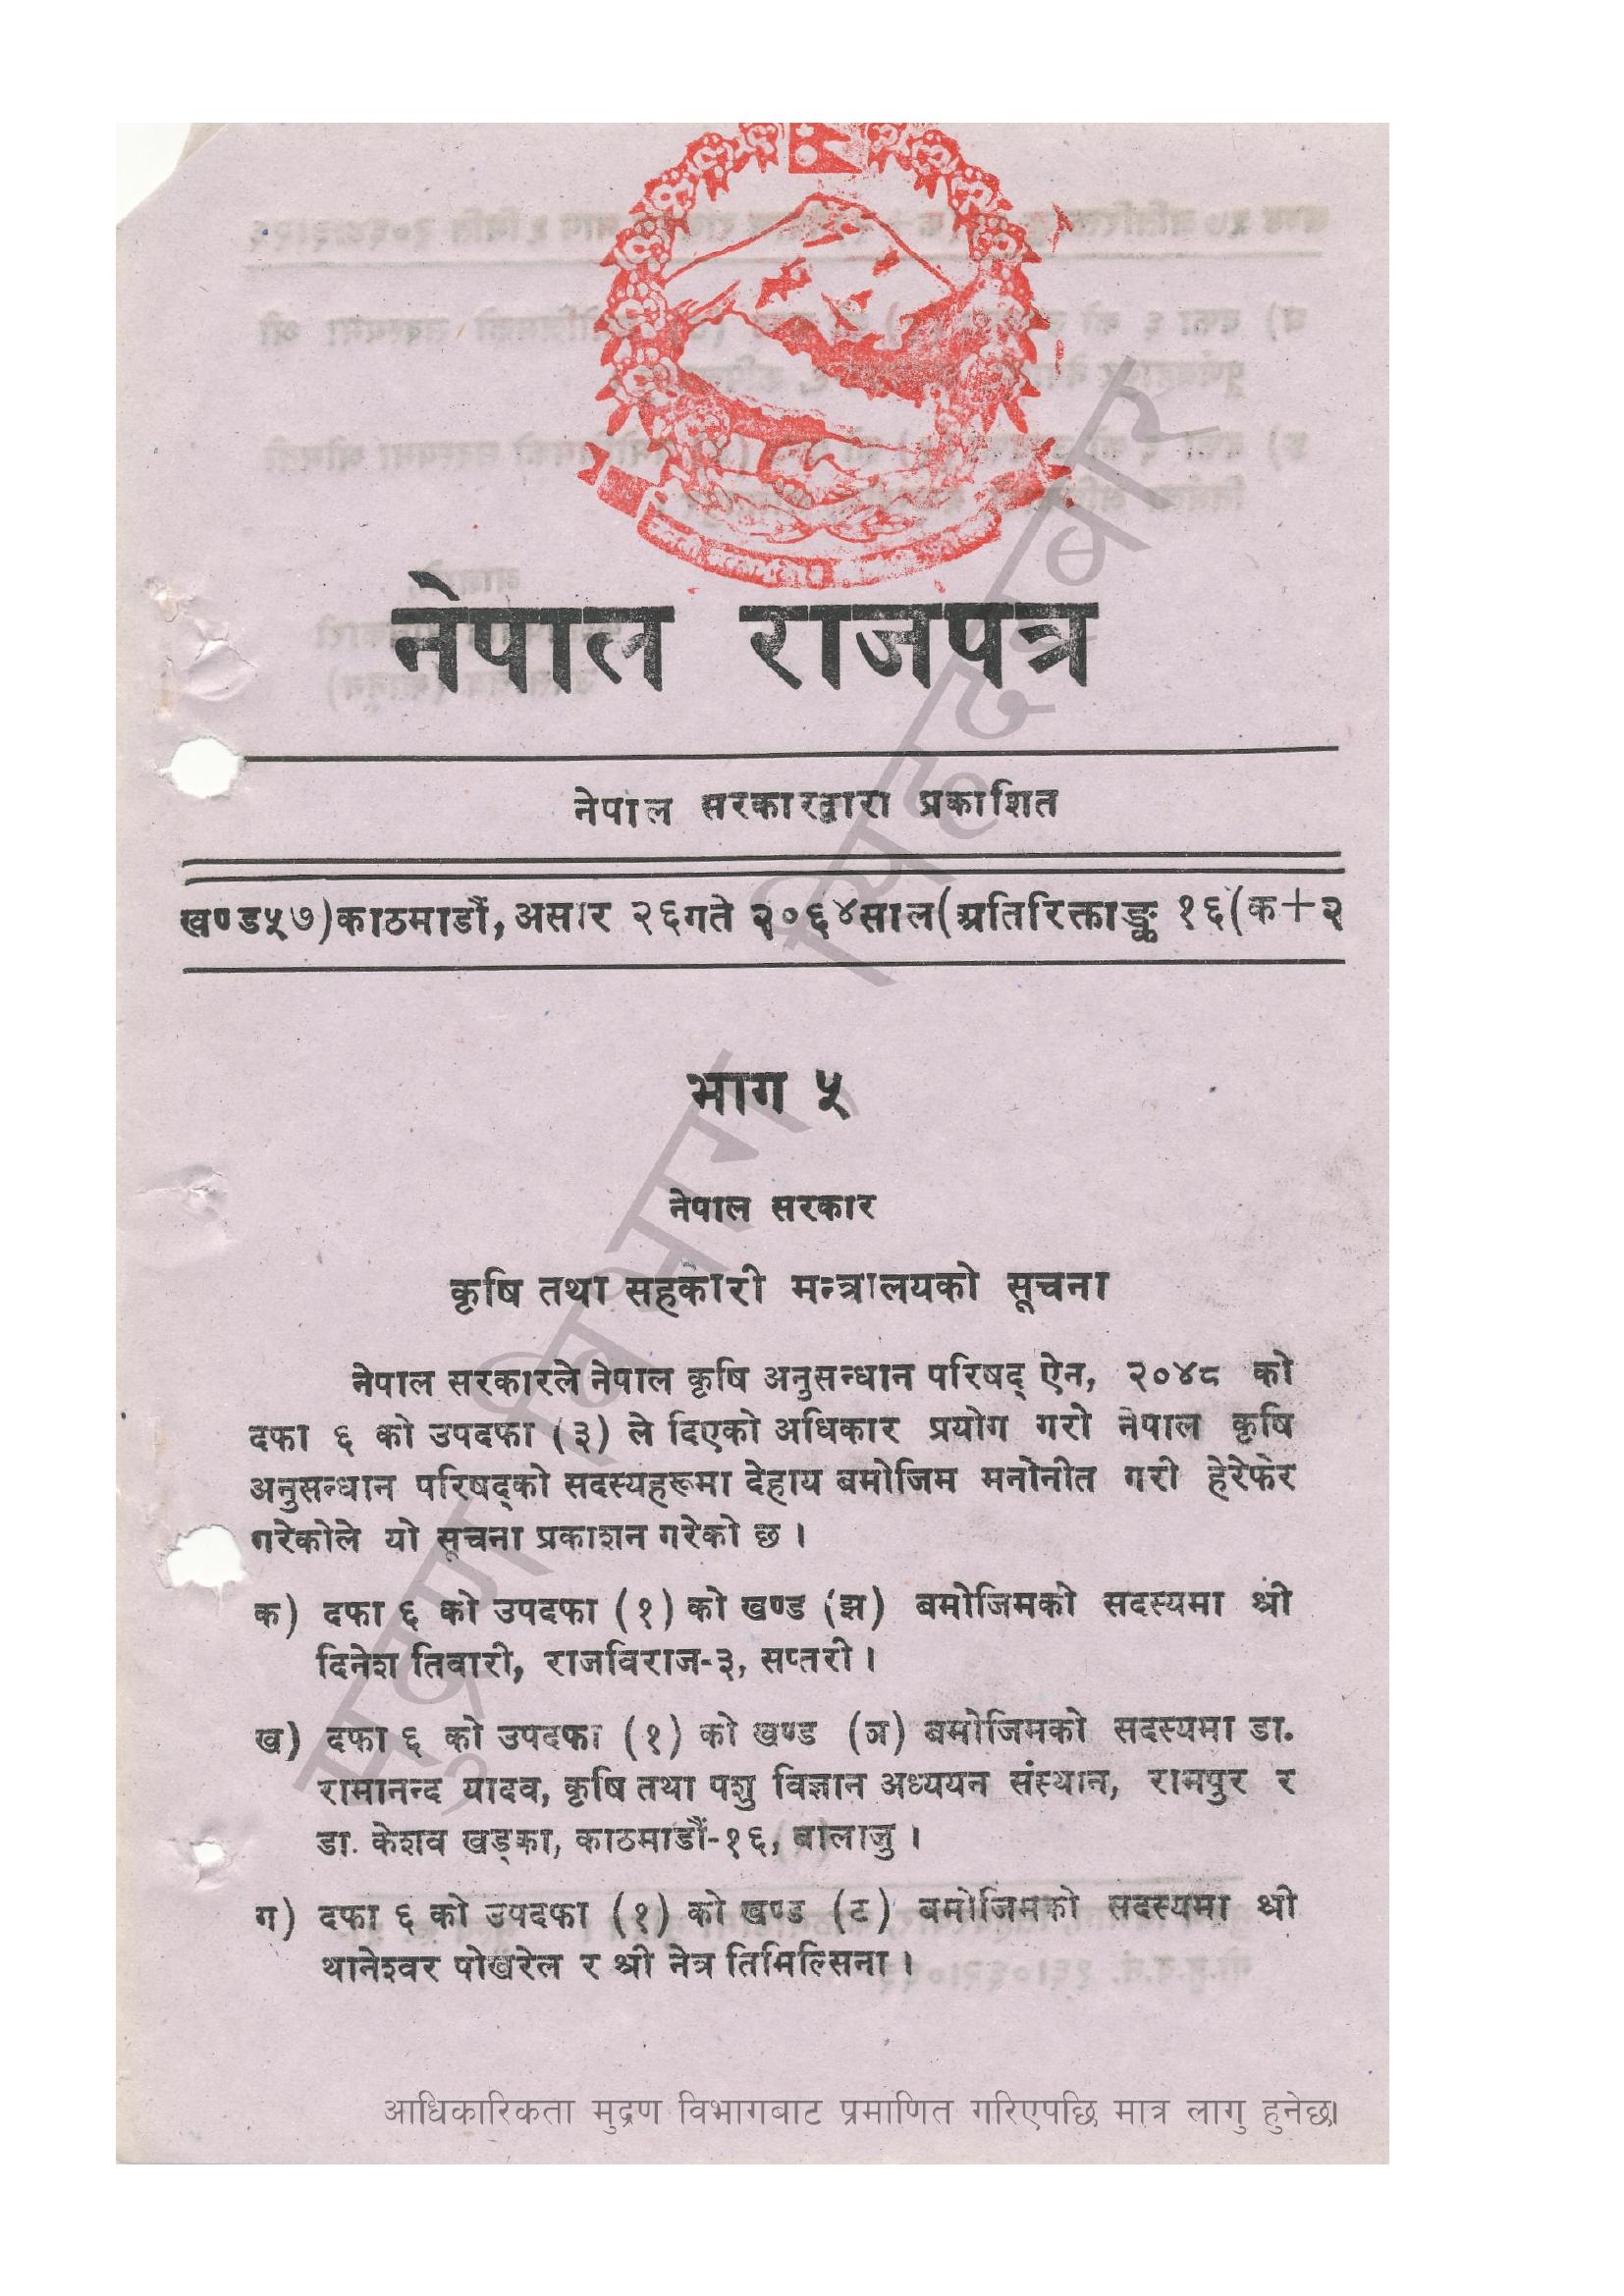 नेपाल राजपत्र
नेपाल सरकारद्वारा प्रकाशित
खण्ड५७)काठमाडौं, असार २६गते २०६४साल(अतिरिक्ताङ्क १६(क+२
भाग ५
नेपाल सरकार
कृषि तथा सहकारी मन्त्रालयको सूचना
नेपाल सरकारले नेपाल कृषि अनुसन्धान परिषद् ऐन, २०४८ को
दफा ६ को उपदफा (३) ले दिएको अधिकार प्रयोग गरी नेपाल कृषि
अनुसन्धान परिषद्को सदस्यहरूमा देहाय बमोजिम मनोनीत गरी हेरेफेर
गरेकोले यो सूचना प्रकाशन गरेको छ ।
क) दफा ६ को उपदफा (१) को खण्ड (झ) बमोजिमको सदस्यमा श्री
दिनेश तिवारी, राजविराज-३, सप्तरी ।
ख) दफा ६ को उपदफा (१) को खण्ड (ञ) बमोजिमको सदस्यमा डा.
रामानन्द यादव, कृषि तथा पशु विज्ञान अध्ययन संस्थान, रामपुर र
डा. केशव खड्का, काठमाडौं-१६, बालाजु ।
ग) दफा ६ को उपदफा (१) को खण्ड (ट) बमोजिमको सदस्यमा श्री
थानेश्वर पोखरेल र श्री नेत्र तिमिल्सिना ।
मुद्रण विभाग, सिंहदरबार
आधिकारिकता मुद्रण विभागबाट प्रमाणित गरिएपछि मात्र लागु हुनेछ।